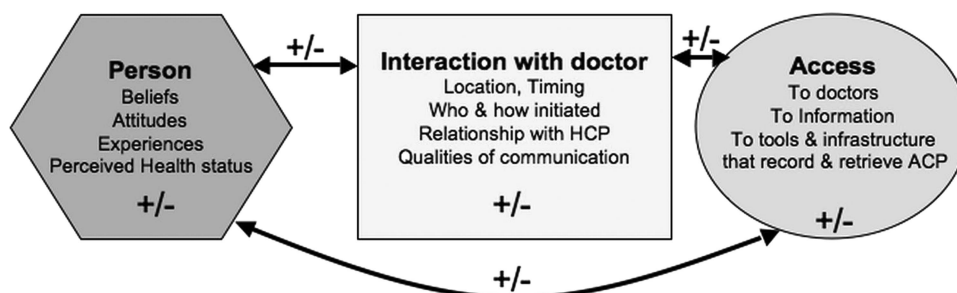 Person
Beliefs
Attitudes
Experiences
Perceived Health status
+/-
+/-
Interaction with doctor
Location, Timing
Who & how initiated
Relationship with HCP
Qualities of communication
+/-
+/-
Access
To doctors
To Information
To tools & infrastructure
that record & retrieve ACP
+/-
+/-